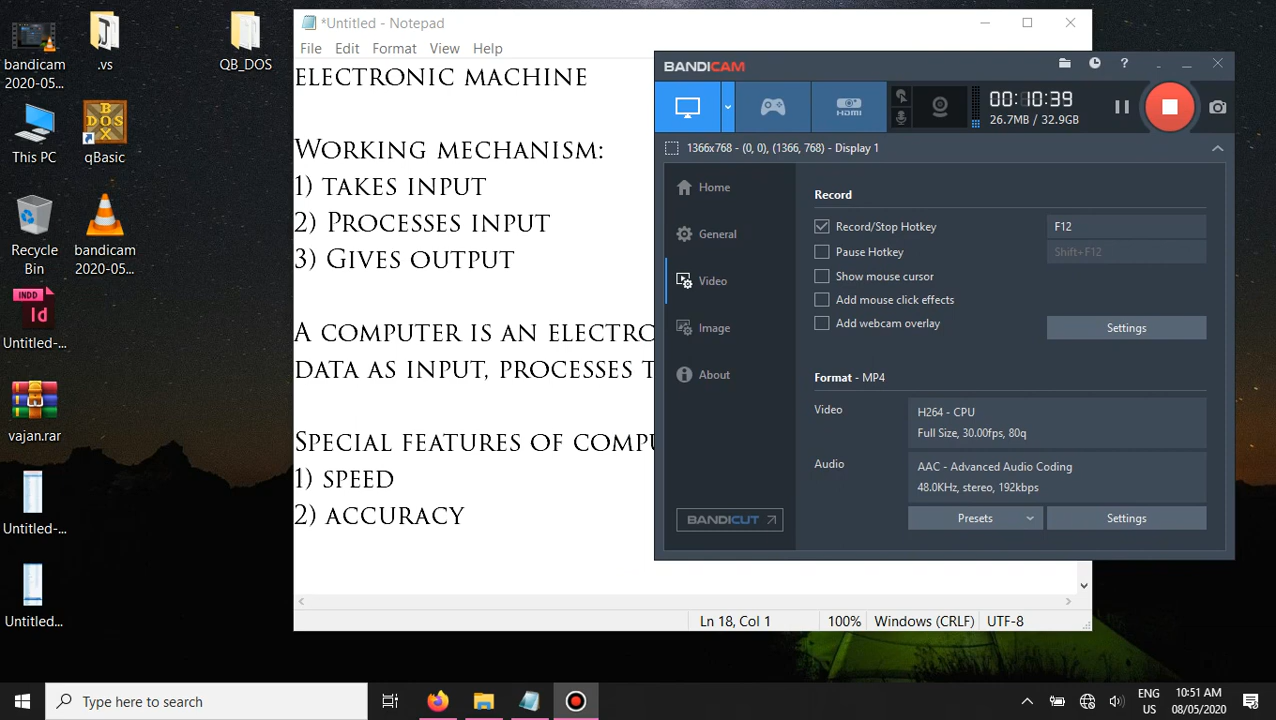 bandicam
2020-05...
.vs
QB_DOS
This PC
DOS
BOX
qBasic
Recycle
Bin
bandicam
2020-05...
INDD
Id
Untitled-...
vajan.rar
Untitled-...
Untitled...
*Untitled - Notepad
File Edit Format View Help
ELECTRONIC MACHINE
WORKING MECHANISM:
1) TAKES INPUT
2) PROCESSES INPUT
3) GIVES OUTPUT
A COMPUTER IS AN ELECTRO
DATA AS INPUT, PROCESSES T
SPECIAL FEATURES OF COMPU
1) SPEED
2) ACCURACY
Ln 18, Col 1 100% Windows (CRLF) UTF-8
BANDICAM
?
HDMI
00:10:39
26.7MB / 32.9GB
1366x768 - (0, 0), (1366, 768) - Display 1
Home
General
Video
Image
About
BANDICUT
Record
Record/Stop Hotkey F12
Pause Hotkey Shift+F12
Show mouse cursor
Add mouse click effects
Add webcam overlay
Settings
Format - MP4
Video
H264 - CPU
Full Size, 30.00fps, 80q
Audio
AAC - Advanced Audio Coding
48.0KHz, stereo, 192kbps
Presets Settings
Type here to search
ENG
US
10:51 AM
08/05/2020